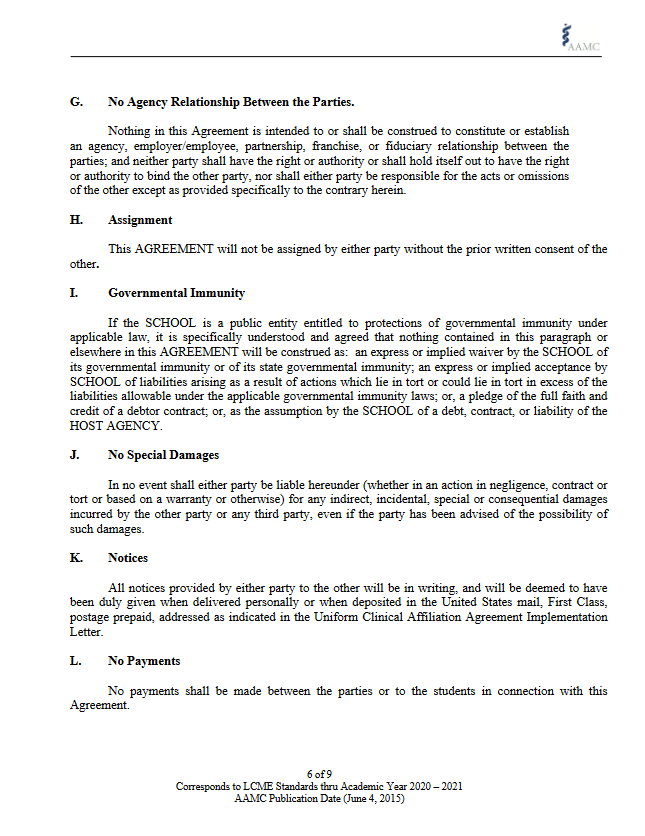 AAMC
G. No Agency Relationship Between the Parties.
Nothing in this Agreement is intended to or shall be construed to constitute or establish
an agency, employer/employee, partnership, franchise, or fiduciary relationship between the
parties; and neither party shall have the right or authority or shall hold itself out to have the right
or authority to bind the other party, nor shall either party be responsible for the acts or omissions
of the other except as provided specifically to the contrary herein.
H. Assignment
This AGREEMENT will not be assigned by either party without the prior written consent of the
other.
I. Governmental Immunity
If the SCHOOL is a public entity entitled to protections of governmental immunity under
applicable law, it is specifically understood and agreed that nothing contained in this paragraph or
elsewhere in this AGREEMENT will be construed as: an express or implied waiver by the SCHOOL of
its governmental immunity or of its state governmental immunity; an express or implied acceptance by
SCHOOL of liabilities arising as a result of actions which lie in tort or could lie in tort in excess of the
liabilities allowable under the applicable governmental immunity laws; or, a pledge of the full faith and
credit of a debtor contract; or, as the assumption by the SCHOOL of a debt, contract, or liability of the
HOST AGENCY.
J. No Special Damages
In no event shall either party be liable hereunder (whether in an action in negligence, contract or
tort or based on a warranty or otherwise) for any indirect, incidental, special or consequential damages
incurred by the other party or any third party, even if the party has been advised of the possibility of
such damages.
K. Notices
All notices provided by either party to the other will be in writing, and will be deemed to have
been duly given when delivered personally or when deposited in the United States mail, First Class,
postage prepaid, addressed as indicated in the Uniform Clinical Affiliation Agreement Implementation
Letter.
L. No Payments
No payments shall be made between the parties or to the students in connection with this
Agreement.
6 of 9
Corresponds to LCME Standards thru Academic Year 2020 – 2021
AAMC Publication Date (June 4, 2015)